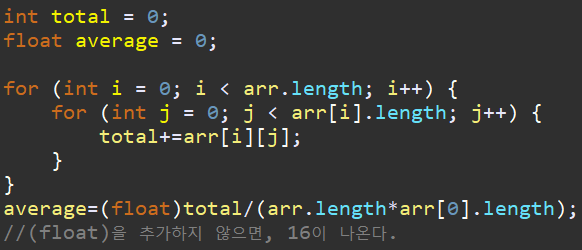 int total = 0;
float average = 0;
for (int i = 0; i < arr.length; i++) {
for (int j = 0; j < arr[i].length; j++) {
total+=arr[i][j];
}
}
average=(float)total/(arr.length*arr[0].length);
//(float)을 추가하지 않으면, 16이 나온다.